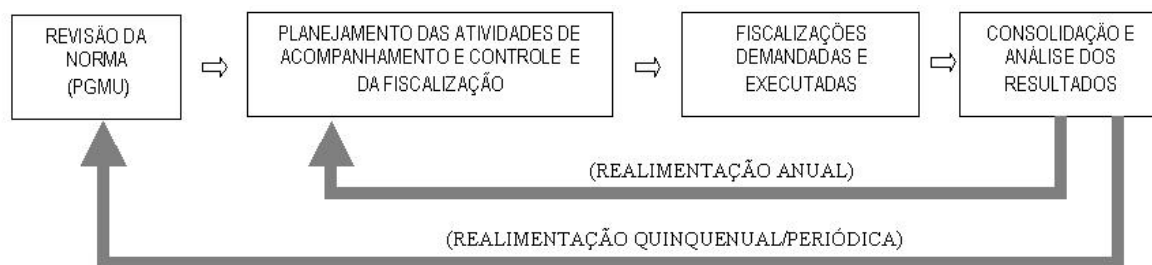 REVISÃO DA
NORMA
(PGMU)
PLANEJAMENTO DAS ATIVIDADES DE
ACOMPANHAMENTO E CONTROLE E
DA FISCALIZAÇÃO
FISCALIZAÇÕES
DEMANDADAS E
EXECUTADAS
CONSOLIDAÇÃO E
ANÁLISE DOS
RESULTADOS
(REALIMENTAÇÃO ANUAL)
(REALIMENTAÇÃO QUINQUENUAL/PERIÓDICA)